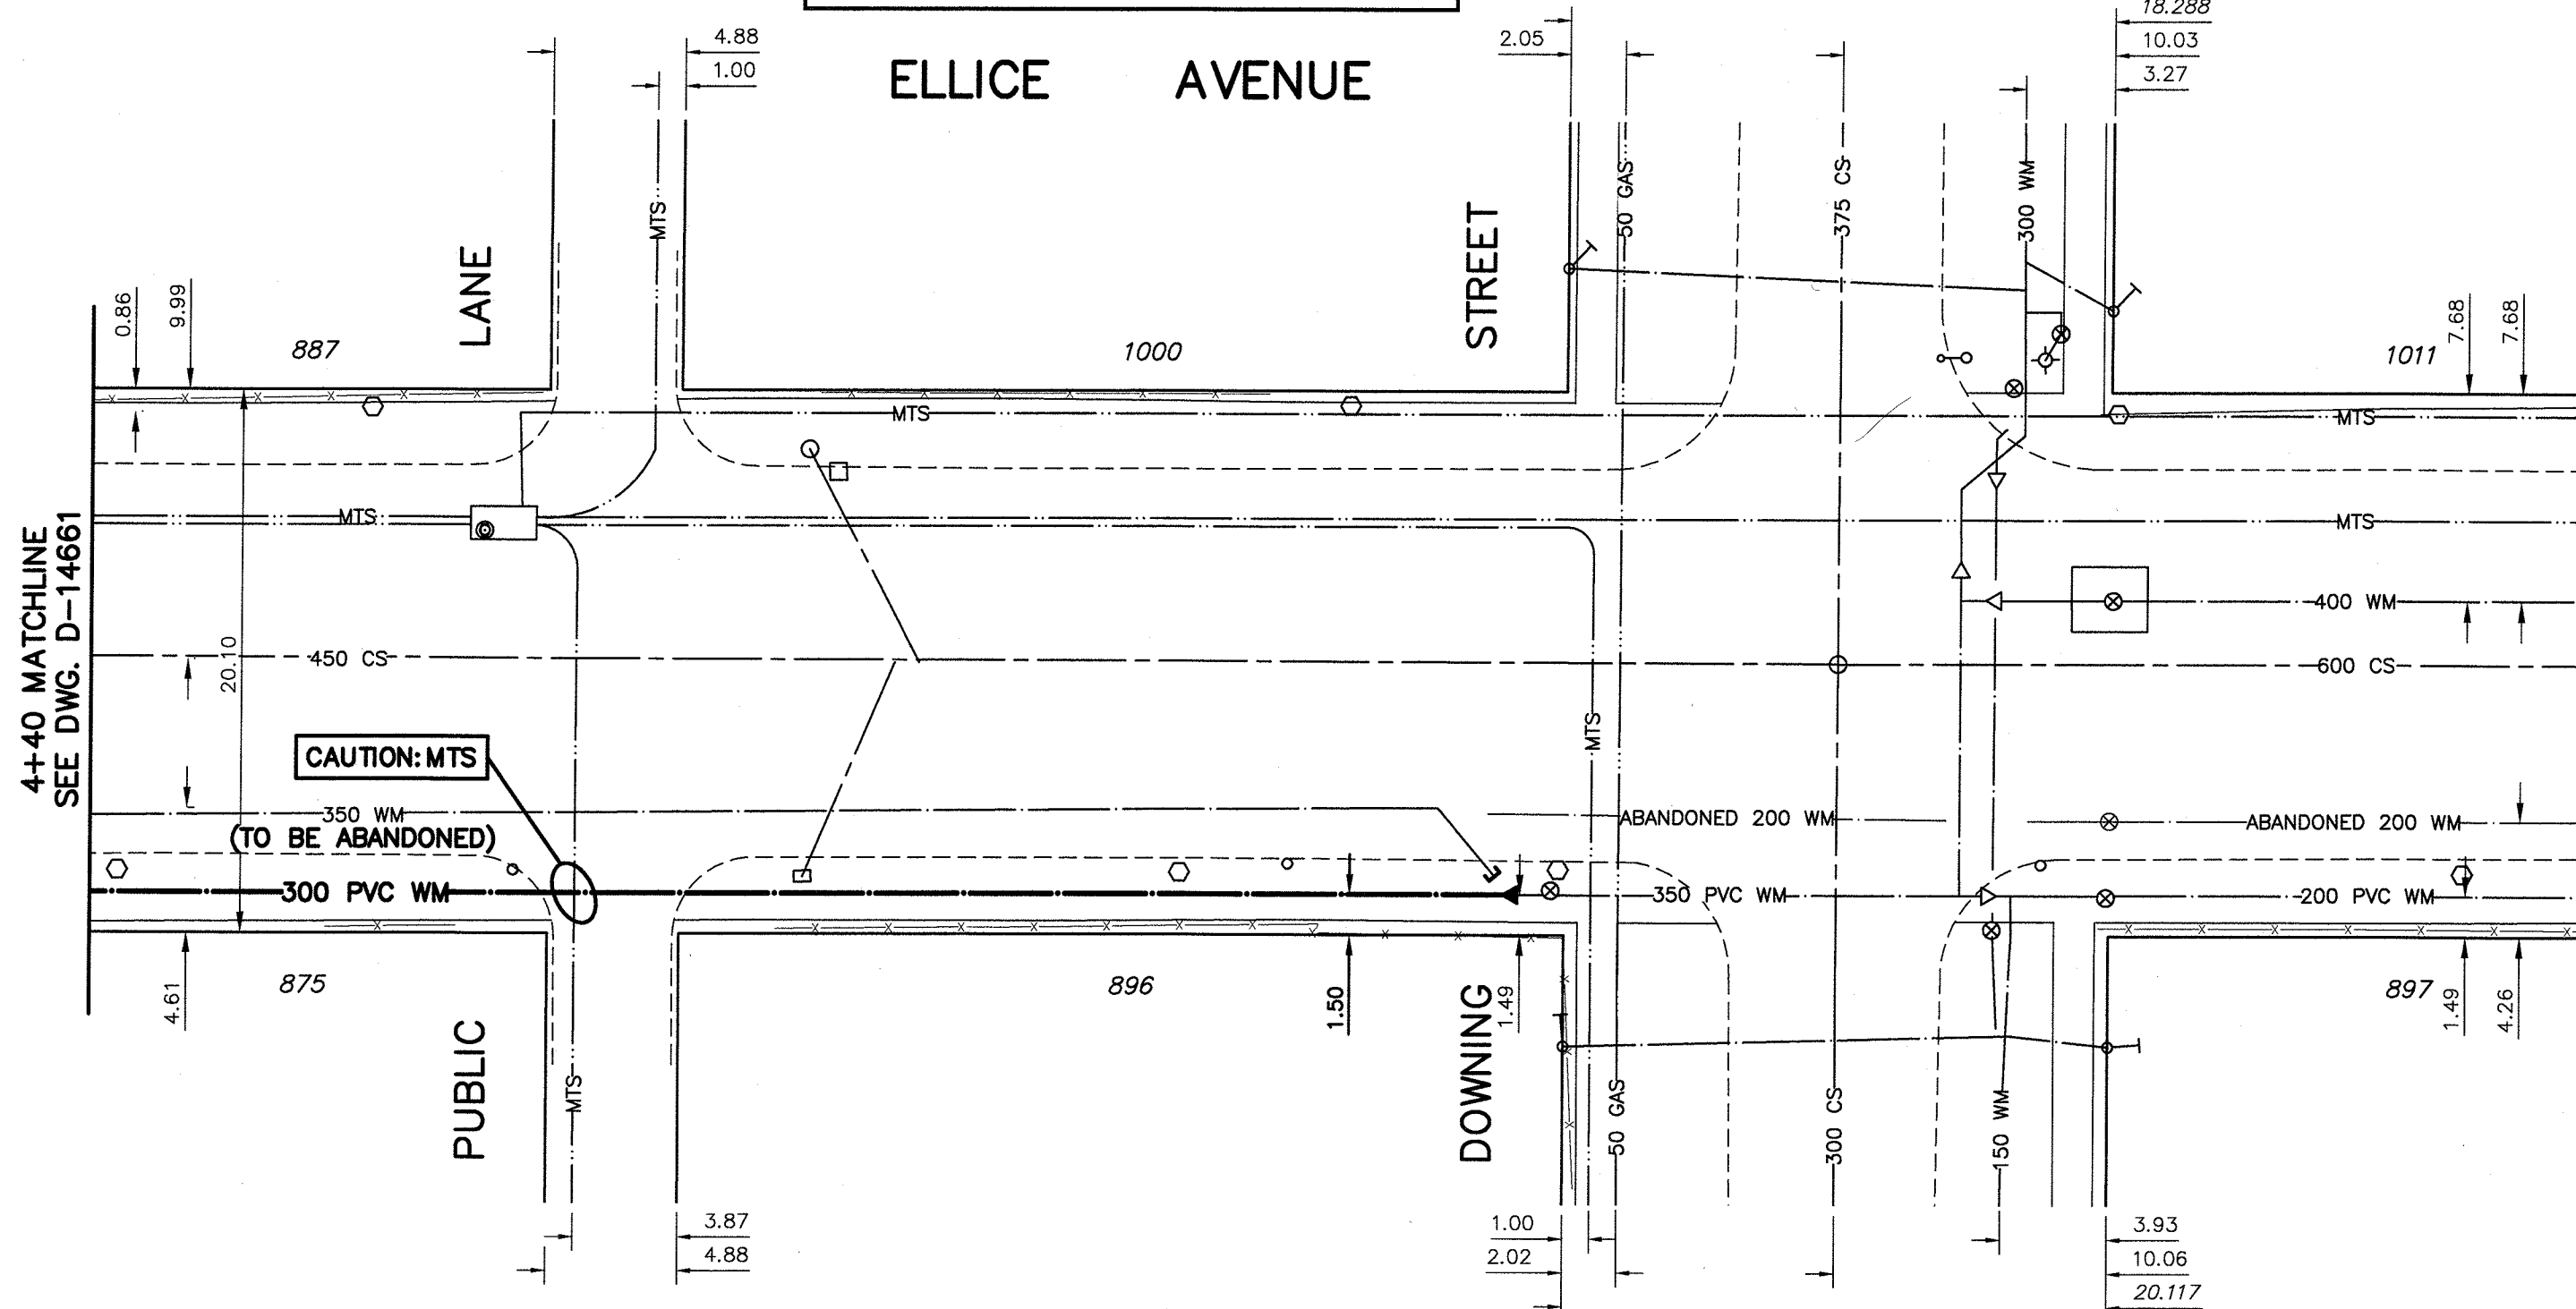 18.288
4.88
2.05
10.03
1.00
3.27
ELLICE AVENUE
MTS
50 GAS
375 CS
300 WM
LANE
STREET
0.86
9.99
7.68
7.68
887
1000
1011
MTS
MTS
MTS
MTS
4+40 MATCHLINE
SEE DWG. D-14661
400 WM
20.10
450 CS
600 CS
MTS
CAUTION: MTS
350 WM
(TO BE ABANDONED)
ABANDONED 200 WM
ABANDONED 200 WM
300 PVC WM
350 PVC WM
200 PVC WM
875
896
897
4.61
1.50
1.49
1.49
4.26
PUBLIC
DOWNING
MTS
50 GAS
300 CS
150 WM
3.87
1.00
3.93
4.88
2.02
10.06
20.117